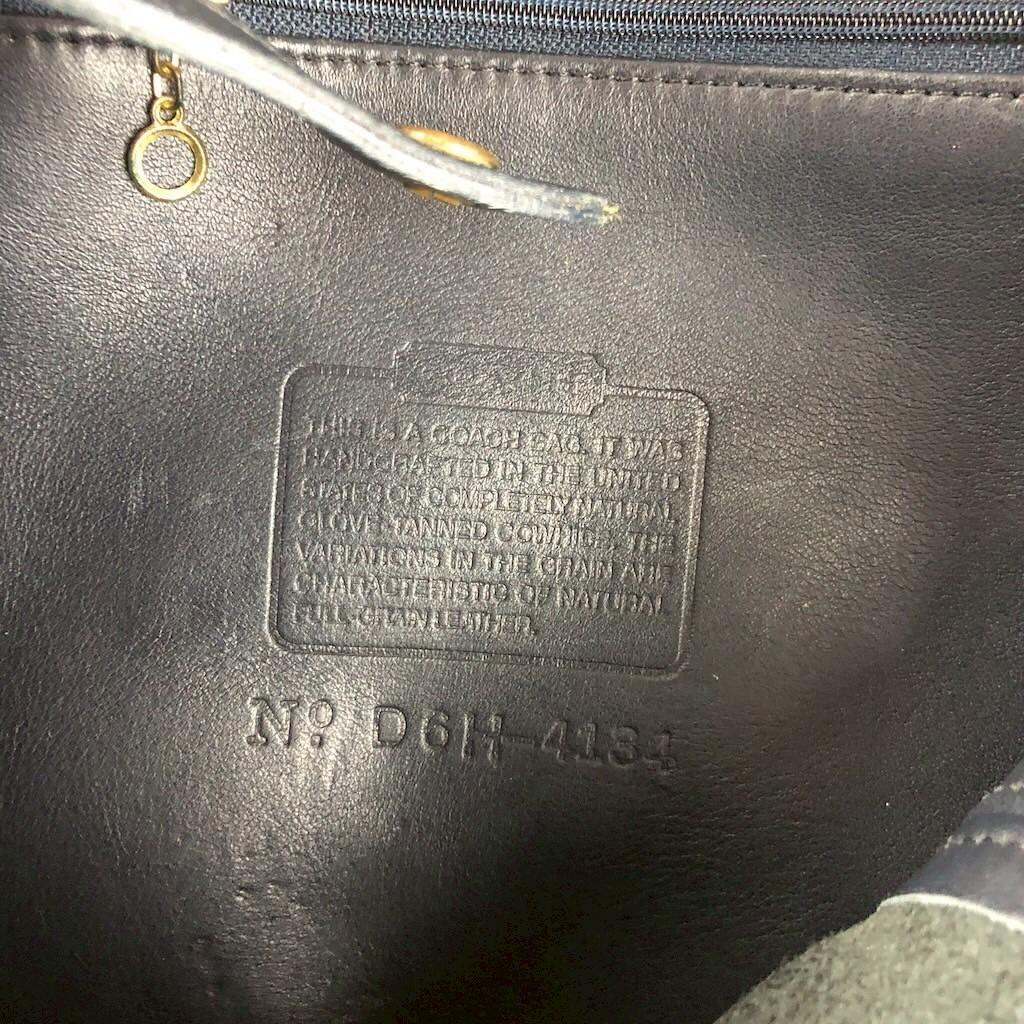 COACH
THIS IS A COACH BAG. IT WAS
HANDCRAFTED IN THE UNITED
STATES OF COMPLETELY NATURAL
GLOVE-TANNED COWHIDE. THE
VARIATIONS IN THE GRAIN ARE
CHARACTERISTIC OF NATURAL
FULL-GRAIN LEATHER.
Nº D6H-4134